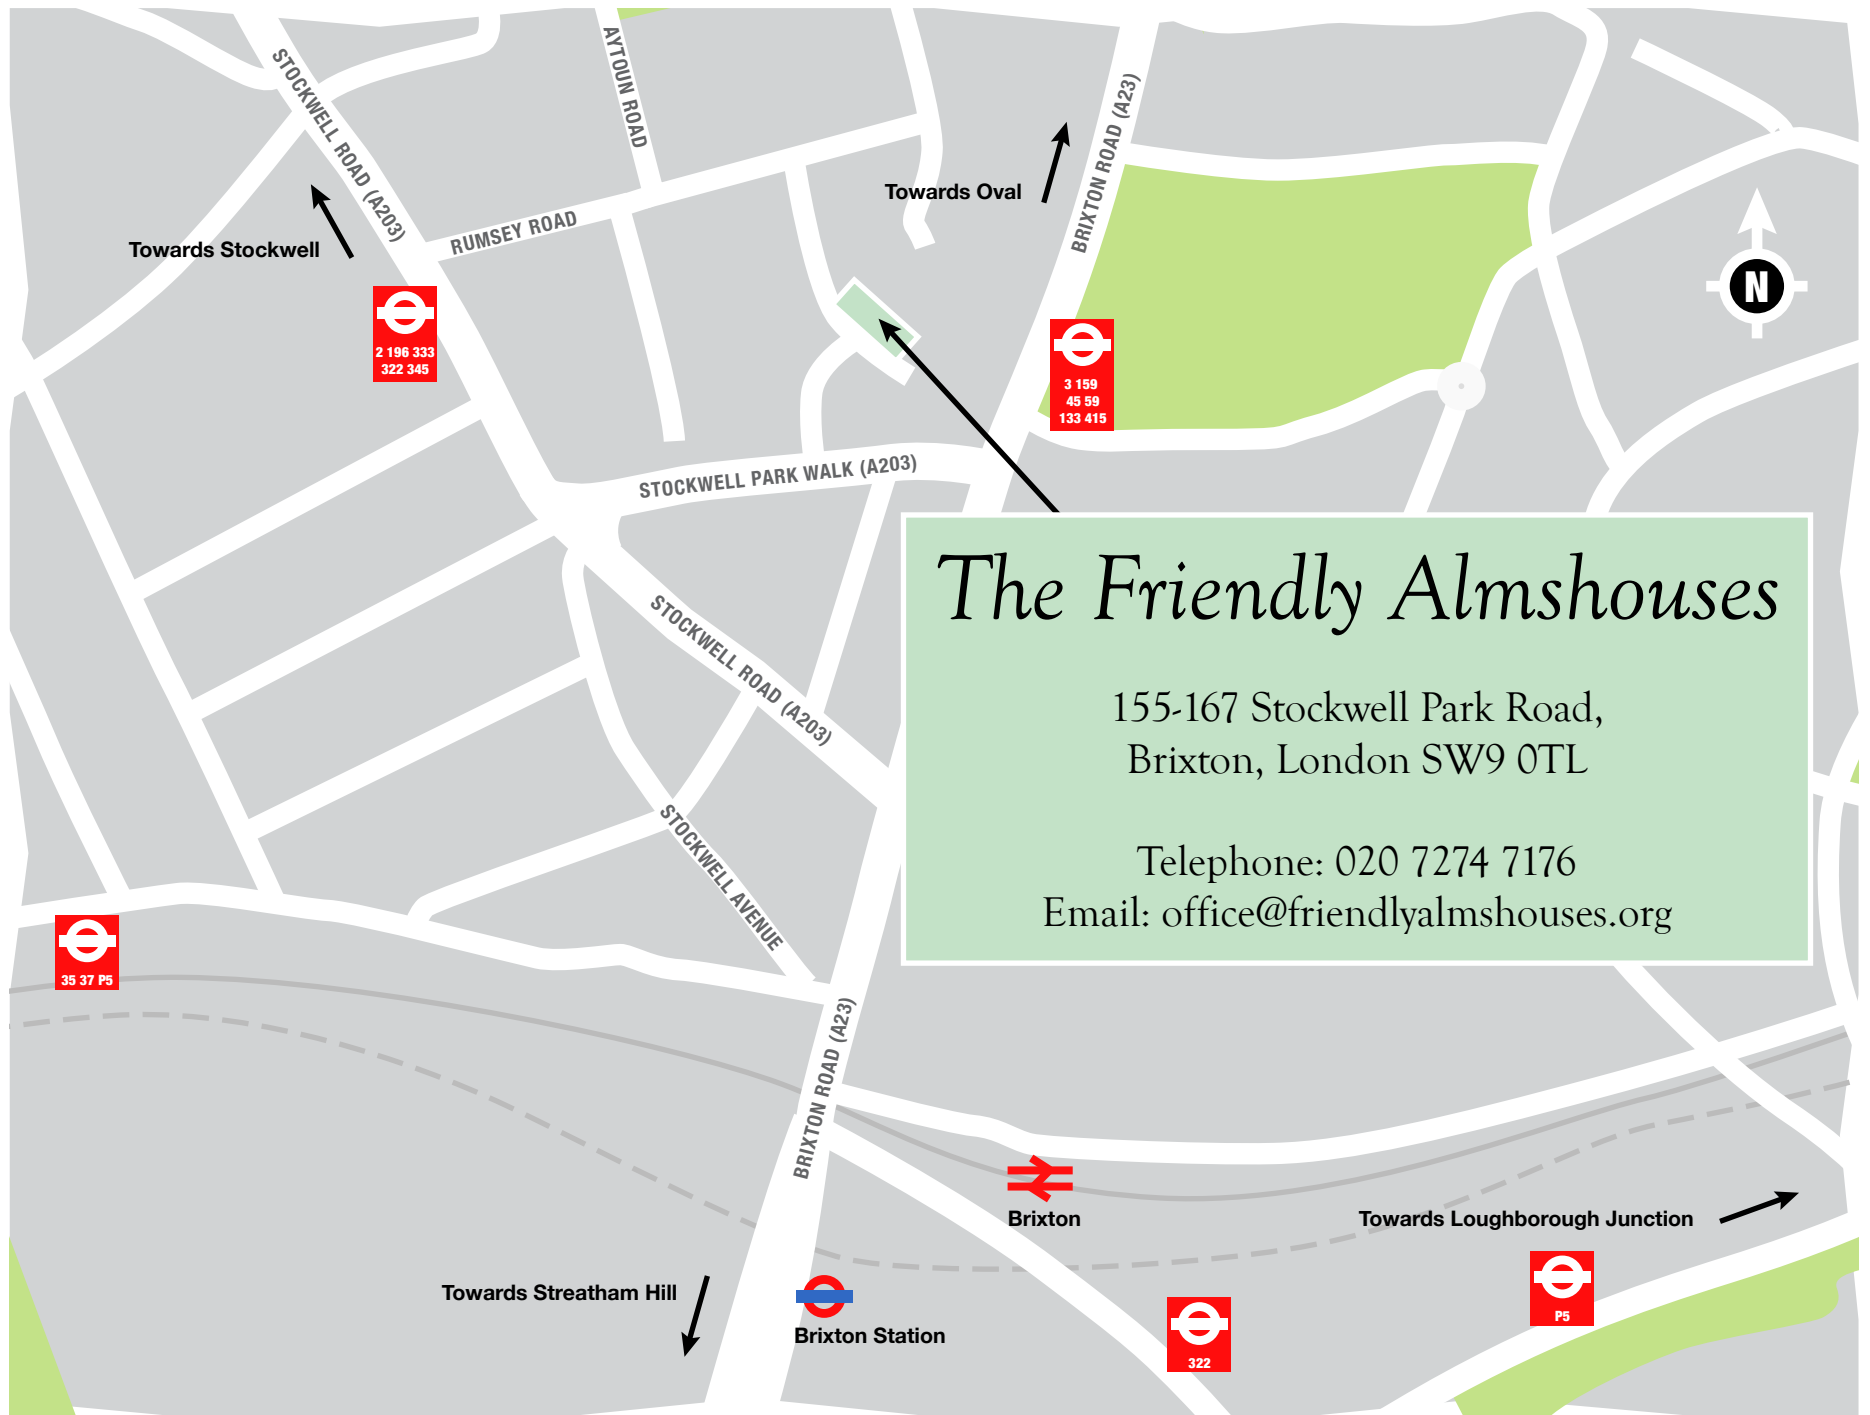 STOCKWELL ROAD (A203)
AYTOUN ROAD
BRIXTON ROAD (A23)
Towards Oval
RUMSEY ROAD
Towards Stockwell
N
2 196 333
322 345
3 159
45 59
133 415
STOCKWELL PARK WALK (A203)
The Friendly Almshouses
155-167 Stockwell Park Road,
Brixton, London SW9 0TL
Telephone: 020 7274 7176
Email: office@friendlyalmshouses.org
STOCKWELL ROAD (A203)
STOCKWELL AVENUE
35 37 P5
BRIXTON ROAD (A23)
Brixton
Towards Loughborough Junction
Towards Streatham Hill
Brixton Station
P5
322